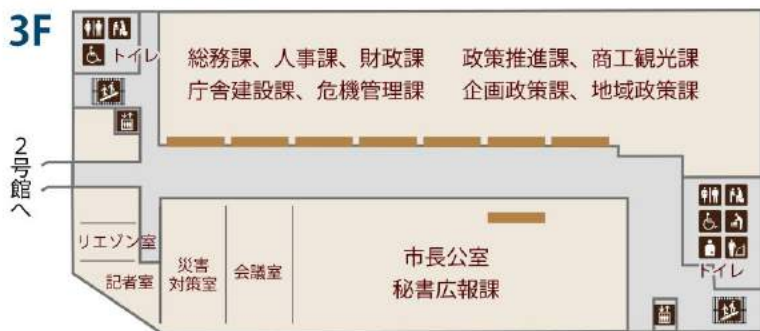 3F
トイレ
総務課、人事課、財政課
庁舎建設課、危機管理課
政策推進課、商工観光課
企画政策課、地域政策課
2号館へ
リエゾン室
記者室
災害
対策室
会議室
市長公室
秘書広報課
トイレ